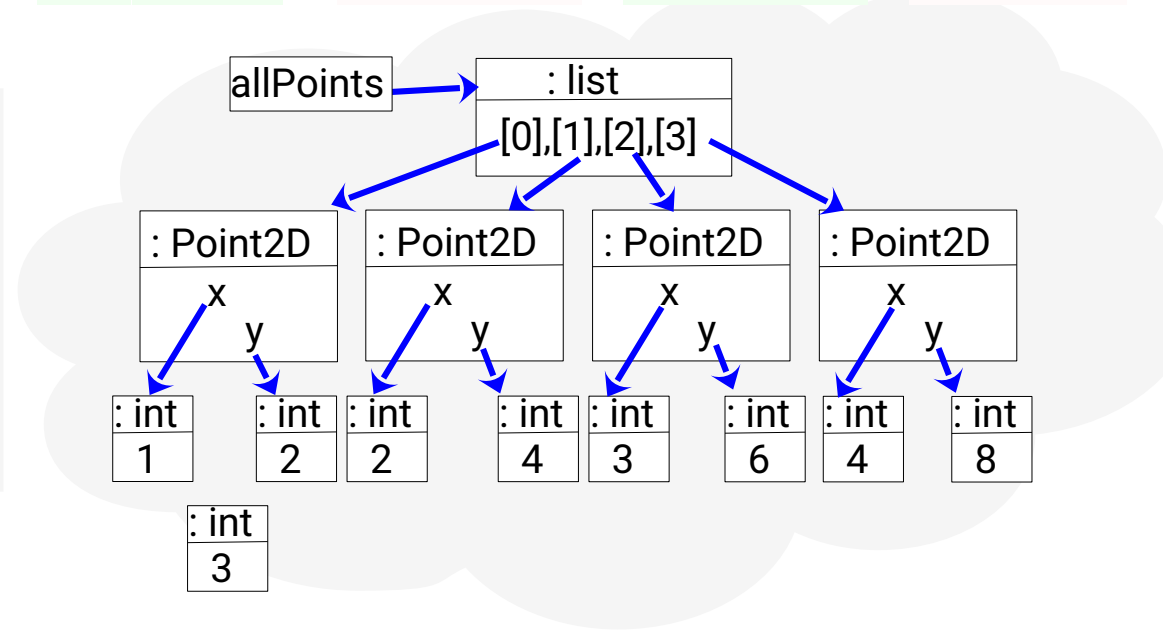 allPoints
: list
[0],[1],[2],[3]
: Point2D
x
y
: Point2D
x
y
: Point2D
x
y
: Point2D
x
y
: int
1
: int
2
: int
2
: int
4
: int
3
: int
6
: int
4
: int
8
: int
3